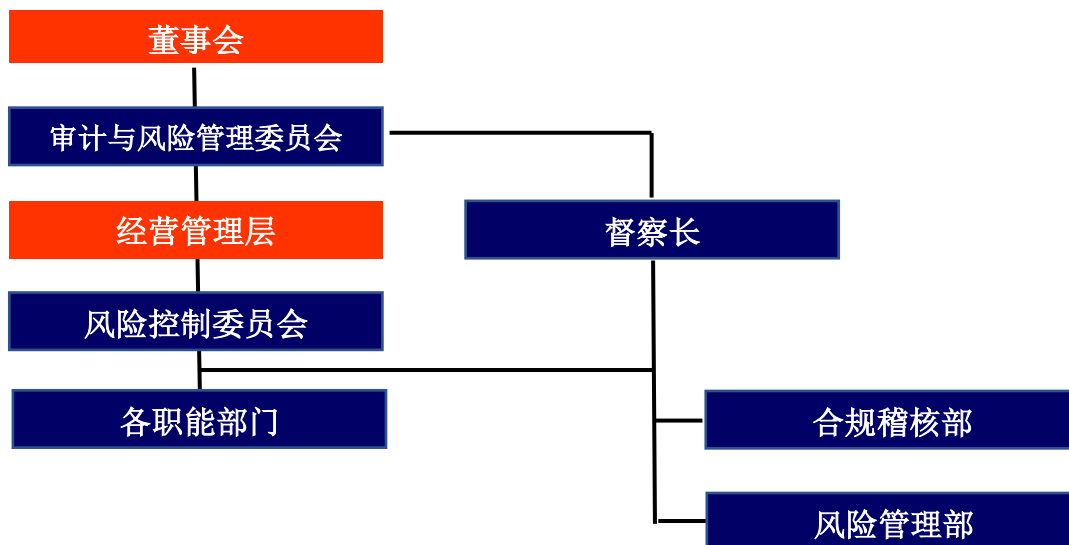 董事会
审计与风险管理委员会
经营管理层
督察长
风险控制委员会
各职能部门
合规稽核部
风险管理部